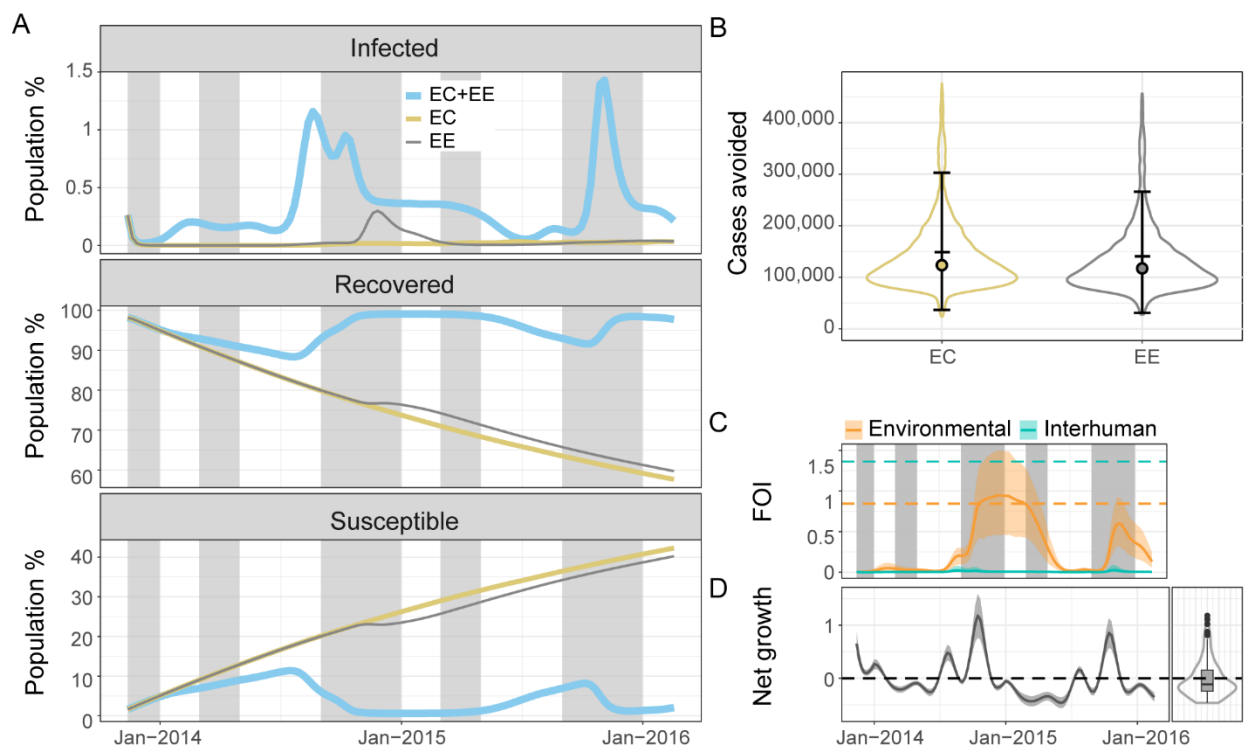 A
Infected
Population %
1.5
1
0.5
0
EC+EE
EC
EE
Recovered
Population %
100
90
80
70
60
Susceptible
Population %
40
30
20
10
0
Jan−2014
Jan−2015
Jan−2016
B
Cases avoided
400,000
300,000
200,000
100,000
0
EC
EE
C
Environmental
Interhuman
FOI
1.5
1
0.5
0
D
Net growth
1
0
Jan−2014
Jan−2015
Jan−2016